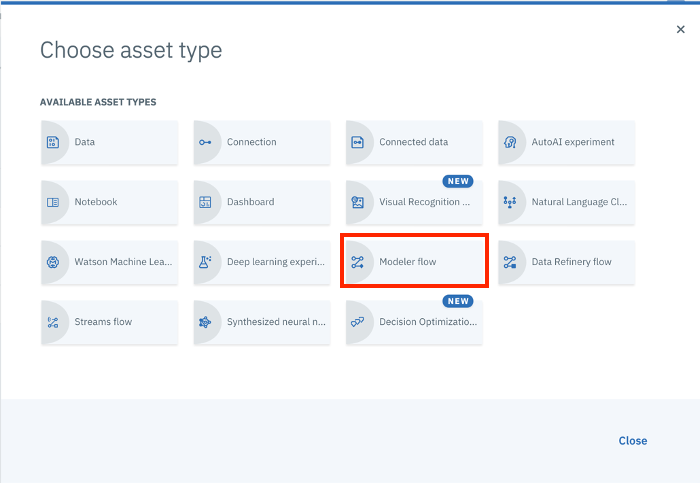 Choose asset type
AVAILABLE ASSET TYPES
Data
Connection
Connected data
AutoAI experiment
NEW
Notebook
Dashboard
Visual Recognition ...
Natural Language Cl...
Watson Machine Lea...
Deep learning experi...
Modeler flow
Data Refinery flow
NEW
Streams flow
Synthesized neural n...
Decision Optimizatio...
Close